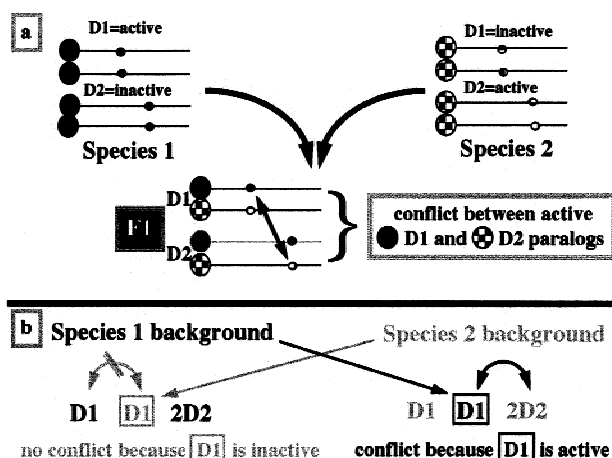 a
D1=active
D2=inactive
Species 1
D1=inactive
D2=active
Species 2
F1
D1
D2
conflict between active
D1 and D2 paralogs
b
Species 1 background
Species 2 background
D1 D1 2D2
D1 D1 2D2
no conflict because D1 is inactive
conflict because D1 is active